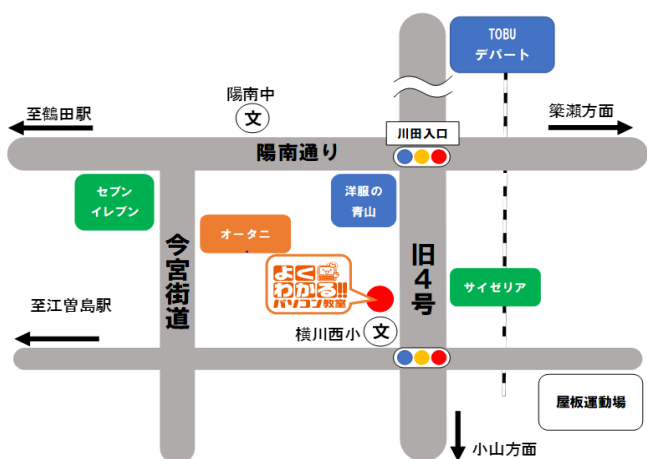 TOBU
デパート
陽南中
文
至鶴田駅
簗瀬方面
川田入口
陽南通り
セブン
イレブン
洋服の
青山
オータニ
今宮街道
旧4号
よく
わかる!!
パソコン教室
サイゼリア
至江曽島駅
横川西小
文
屋板運動場
小山方面